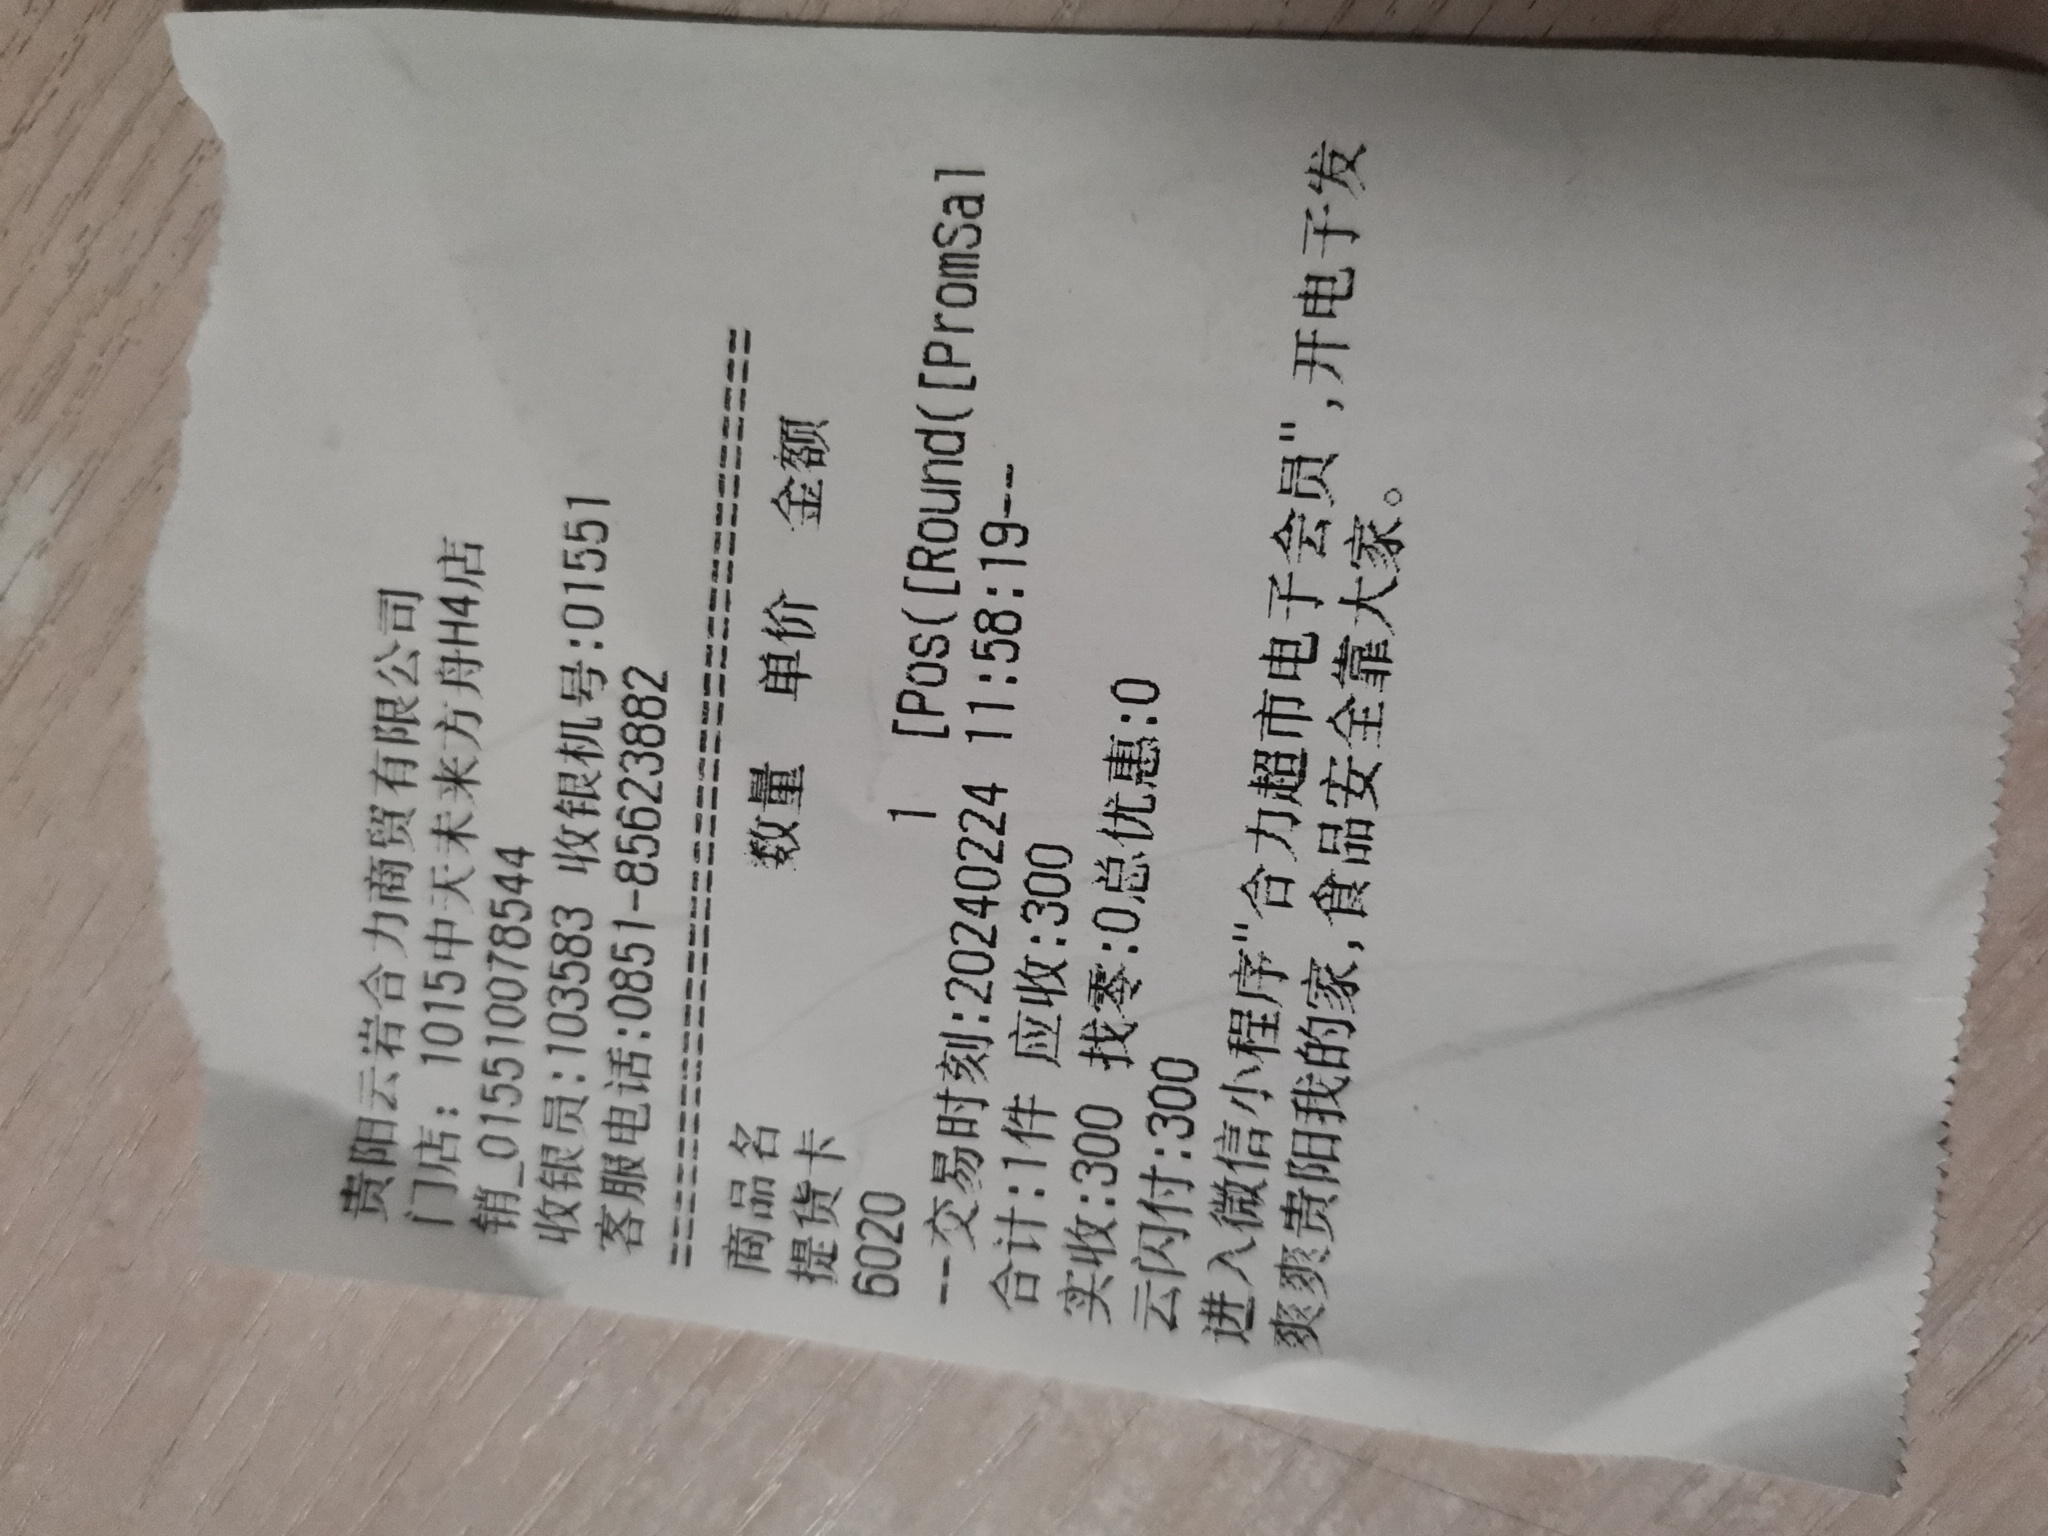 贵阳云岩合力商贸有限公司
门店: 1015中天未来方舟H4店
销_0155100785​44
收银员:103583 收银机号:01551
客服电话:0851-85623882
========================================
商品名 数量 单价 金额
提货卡
6020 1 [Pos([Round([PromSal
--交易时刻:20240224 11:58:19--
合计:1件 应收:300
实收:300 找零:0总优惠:0
云闪付:300
进入微信小程序"合力超市电子会员",开电子发
爽爽贵阳我的家,食品安全靠大家。